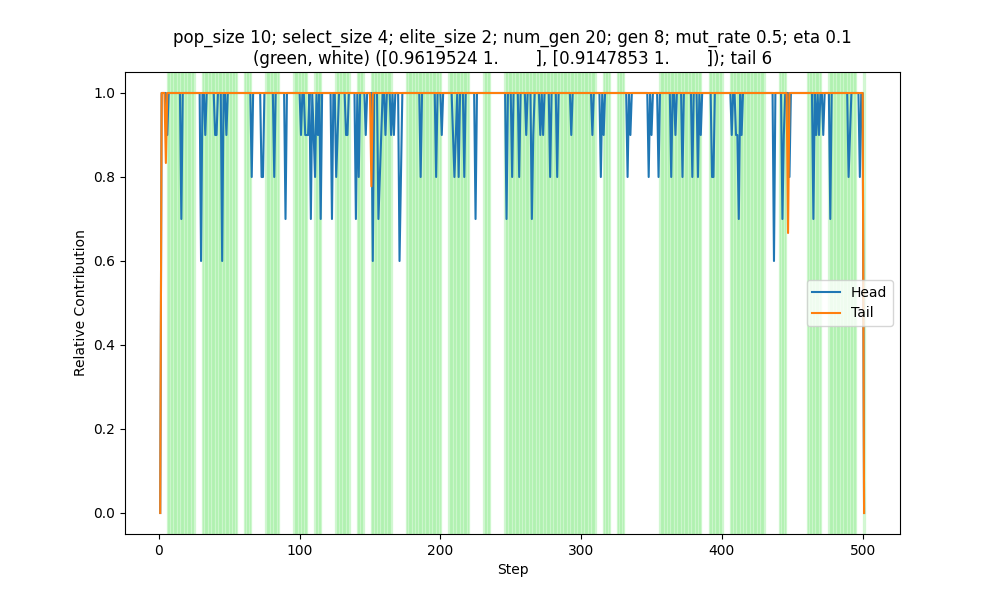 pop_size 10; select_size 4; elite_size 2; num_gen 20; gen 8; mut_rate 0.5; eta 0.1
(green, white) ([0.9619524 1.        ], [0.9147853 1.        ]); tail 6
1.0
0.8
0.6
0.4
0.2
0.0
Relative Contribution
Head
Tail
0
100
200
300
400
500
Step